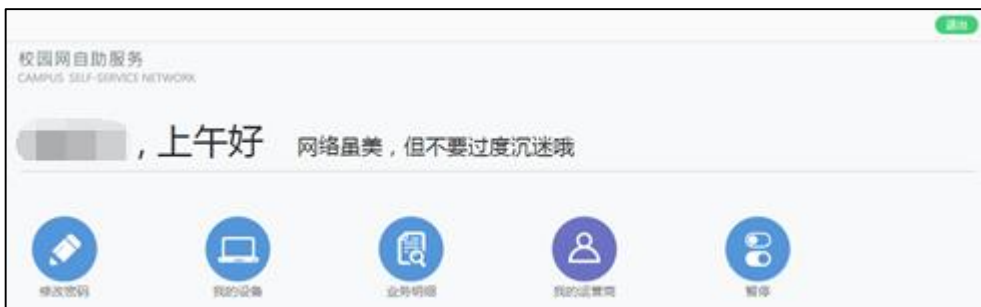 退出
校园网自助服务
CAMPUS SELF-SERVICE NETWORK
，上午好 网络虽美，但不要过度沉迷哦
修改密码 我的设备 业务明细 我的运营商 暂停